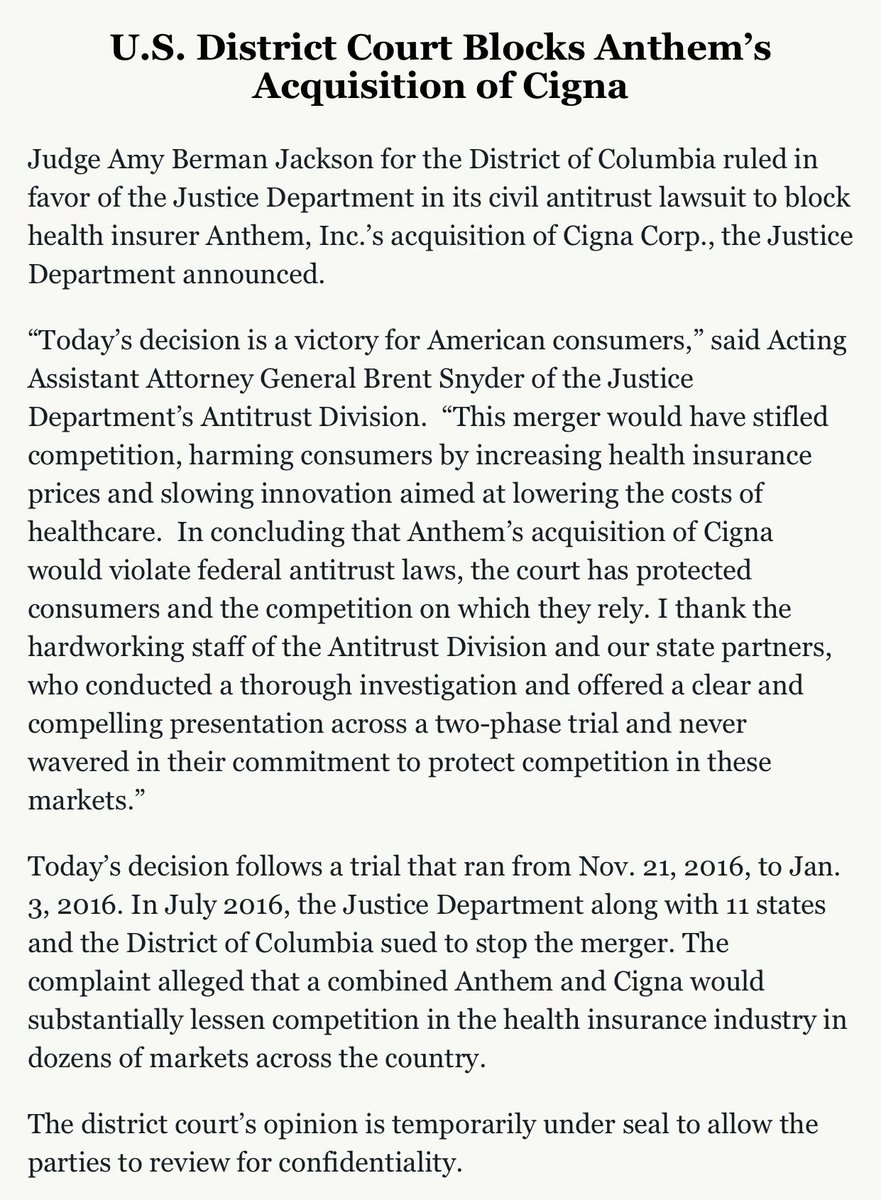 U.S. District Court Blocks Anthem’s
Acquisition of Cigna
Judge Amy Berman Jackson for the District of Columbia ruled in
favor of the Justice Department in its civil antitrust lawsuit to block
health insurer Anthem, Inc.’s acquisition of Cigna Corp., the Justice
Department announced.
“Today’s decision is a victory for American consumers,” said Acting
Assistant Attorney General Brent Snyder of the Justice
Department’s Antitrust Division.  “This merger would have stifled
competition, harming consumers by increasing health insurance
prices and slowing innovation aimed at lowering the costs of
healthcare.  In concluding that Anthem’s acquisition of Cigna
would violate federal antitrust laws, the court has protected
consumers and the competition on which they rely. I thank the
hardworking staff of the Antitrust Division and our state partners,
who conducted a thorough investigation and offered a clear and
compelling presentation across a two-phase trial and never
wavered in their commitment to protect competition in these
markets.”
Today’s decision follows a trial that ran from Nov. 21, 2016, to Jan.
3, 2016. In July 2016, the Justice Department along with 11 states
and the District of Columbia sued to stop the merger. The
complaint alleged that a combined Anthem and Cigna would
substantially lessen competition in the health insurance industry in
dozens of markets across the country.
The district court’s opinion is temporarily under seal to allow the
parties to review for confidentiality.